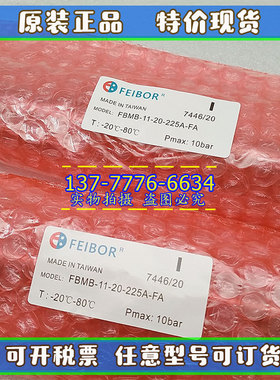 原装正品 特价现货
FEIBOR H
MADE IN TAIWAN
7446/20
MODEL: FBMB-11-20-225A-FA
T:-20℃-80℃
Pmax: 10bar
137-7776-6634
实物拍摄 盗图必究
FEIBOR H
MADE IN TAIWAN
7446/20
MODEL: FBMB-11-20-225A-FA
T:-20℃-80℃
Pmax: 10bar
可开票 任意型号可订货